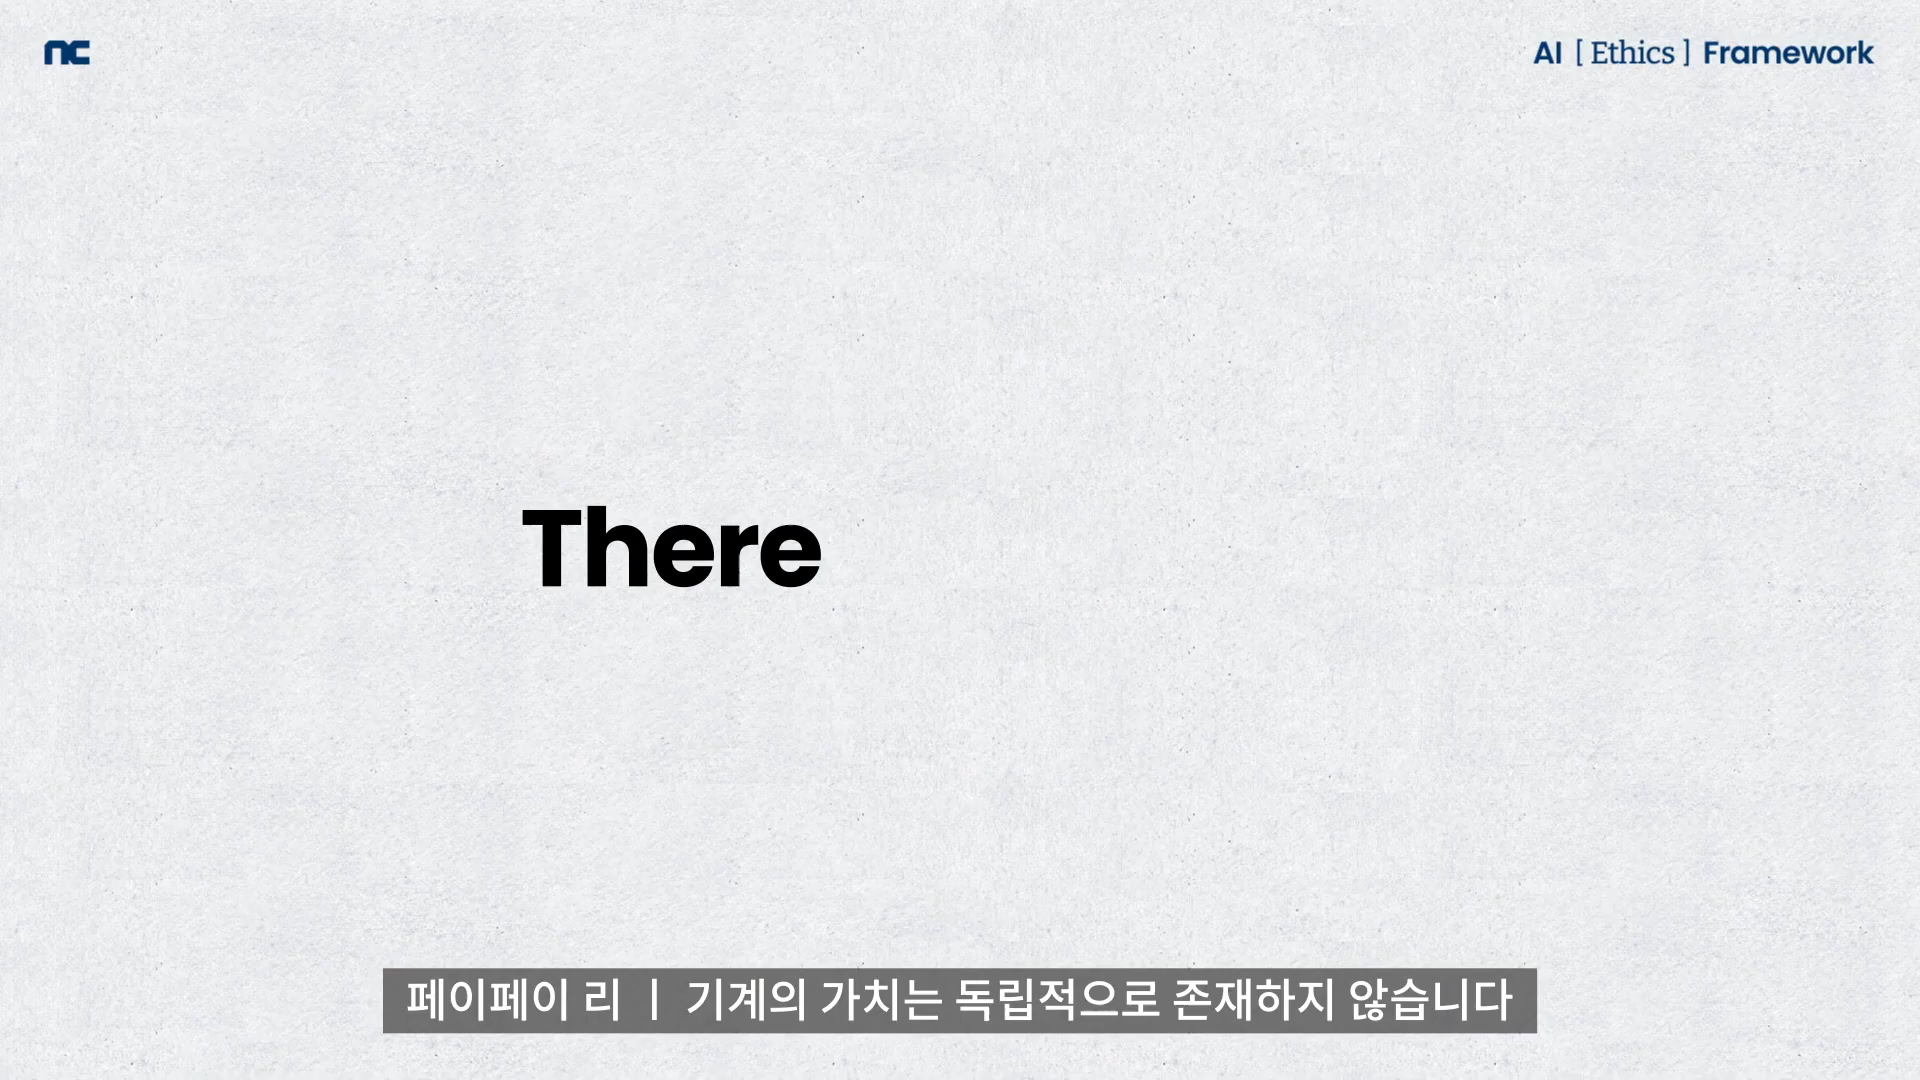 nc
AI [ Ethics ] Framework
There
페이페이 리 ㅣ 기계의 가치는 독립적으로 존재하지 않습니다